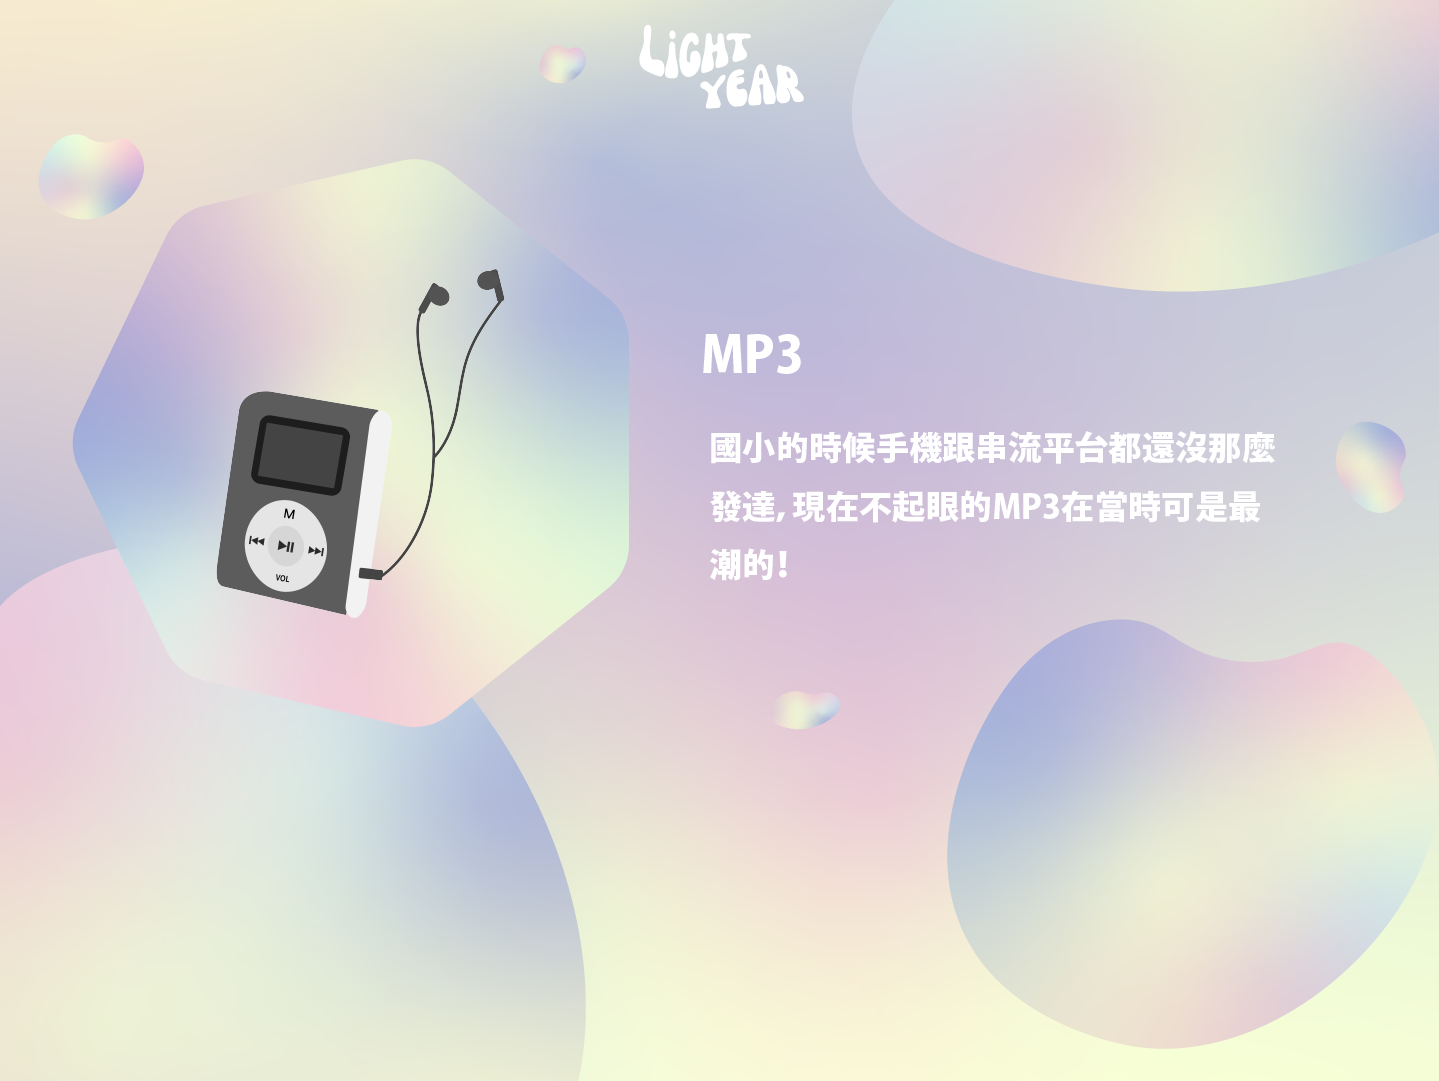 LiGHT
YEAR
MP3
國小的時候手機跟串流平台都還沒那麼
發達, 現在不起眼的MP3在當時可是最
潮的!
M
VOL